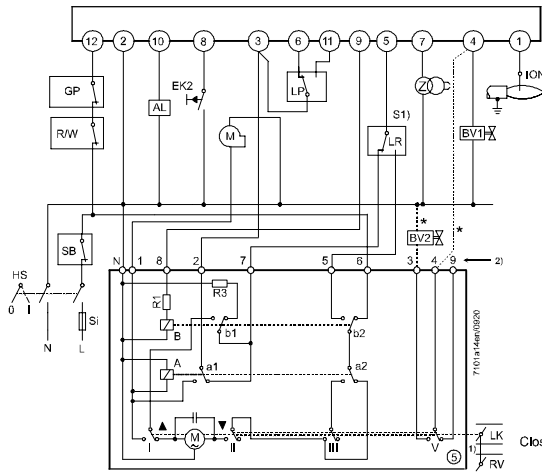 12 2 10 8 3 6 11 9 5 7 4 1
GP
AL
EK2
LP
Z
ION
R/W
M
S1)
LR
BV1
*
*
SB
BV2
HS
N 1 8 2 7 5 6 3 4 9
2)
0 I
Si
N L
R1
R3
B
b1
b2
A
a1
a2
7101a14en/0920
I
M
II
III
V
LK
1)
5
RV
Clos